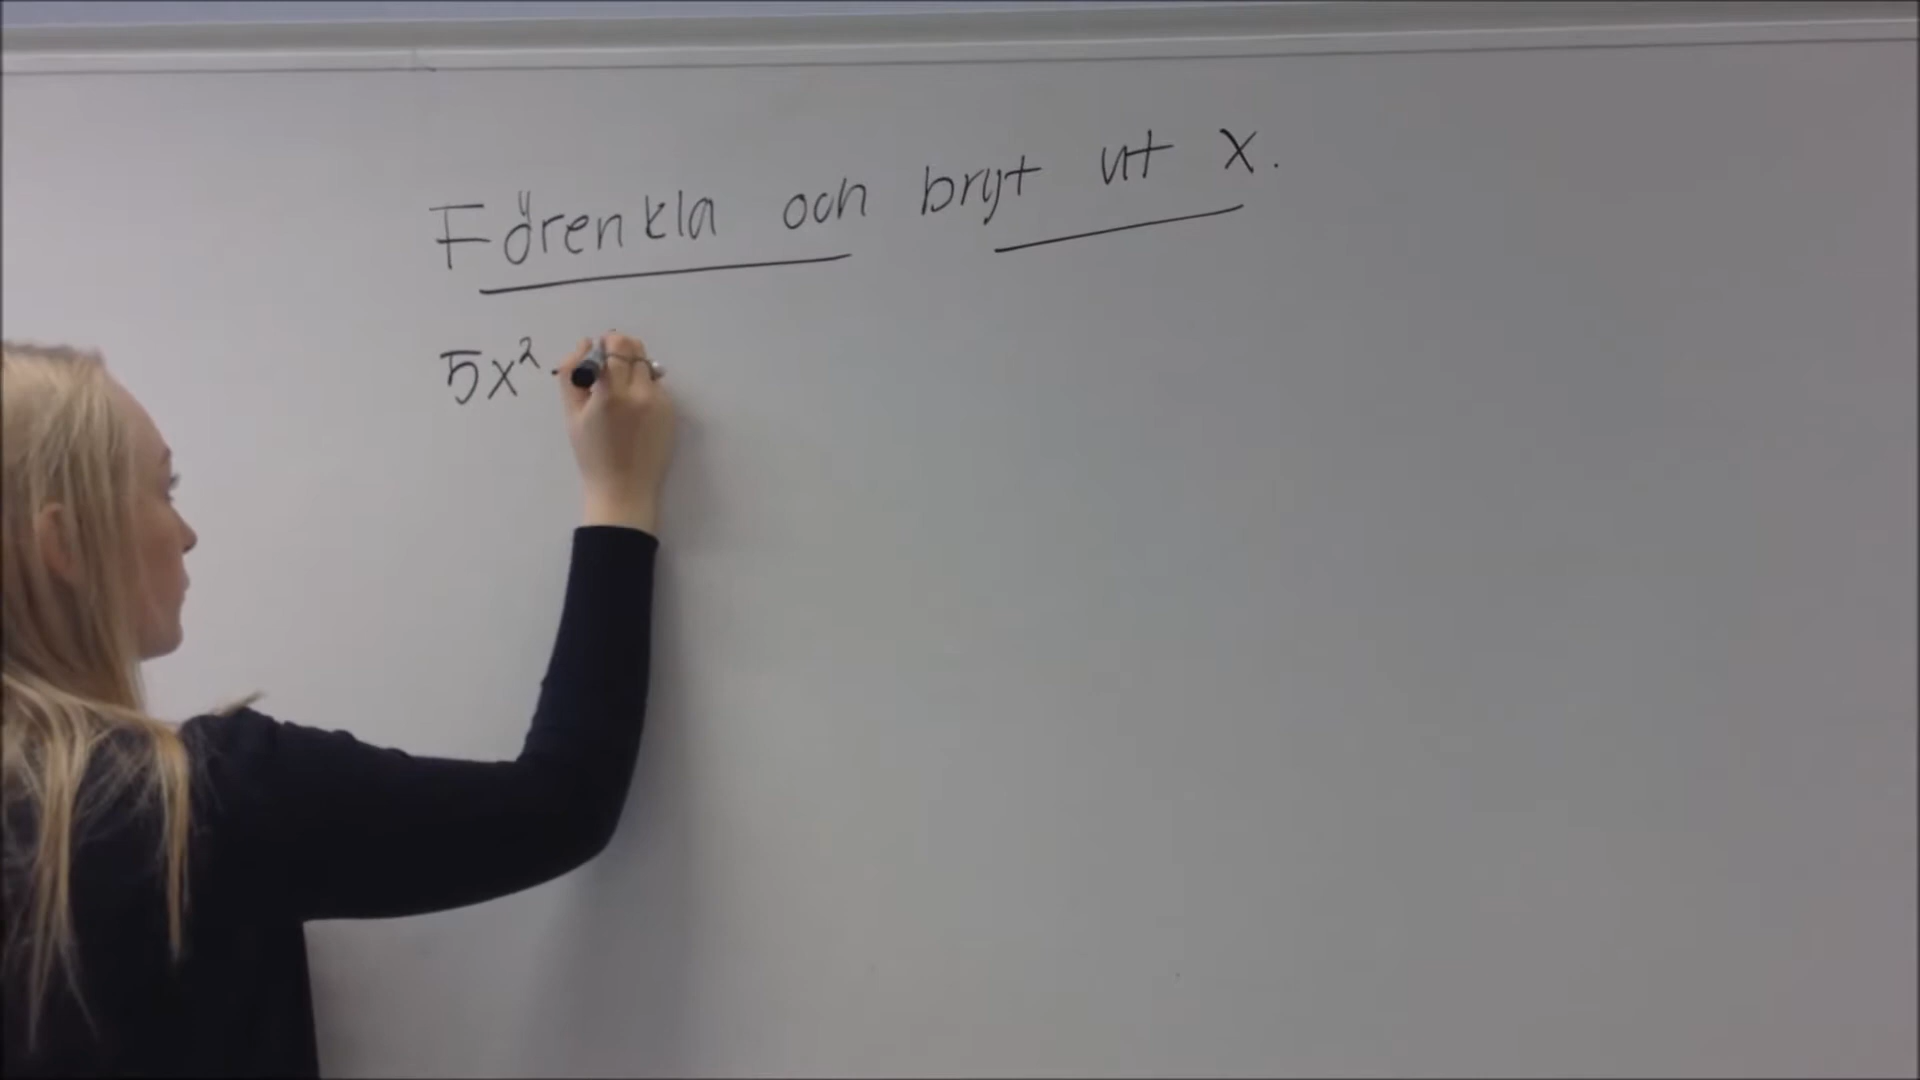 Förenkla och bryt ut x.
5x²